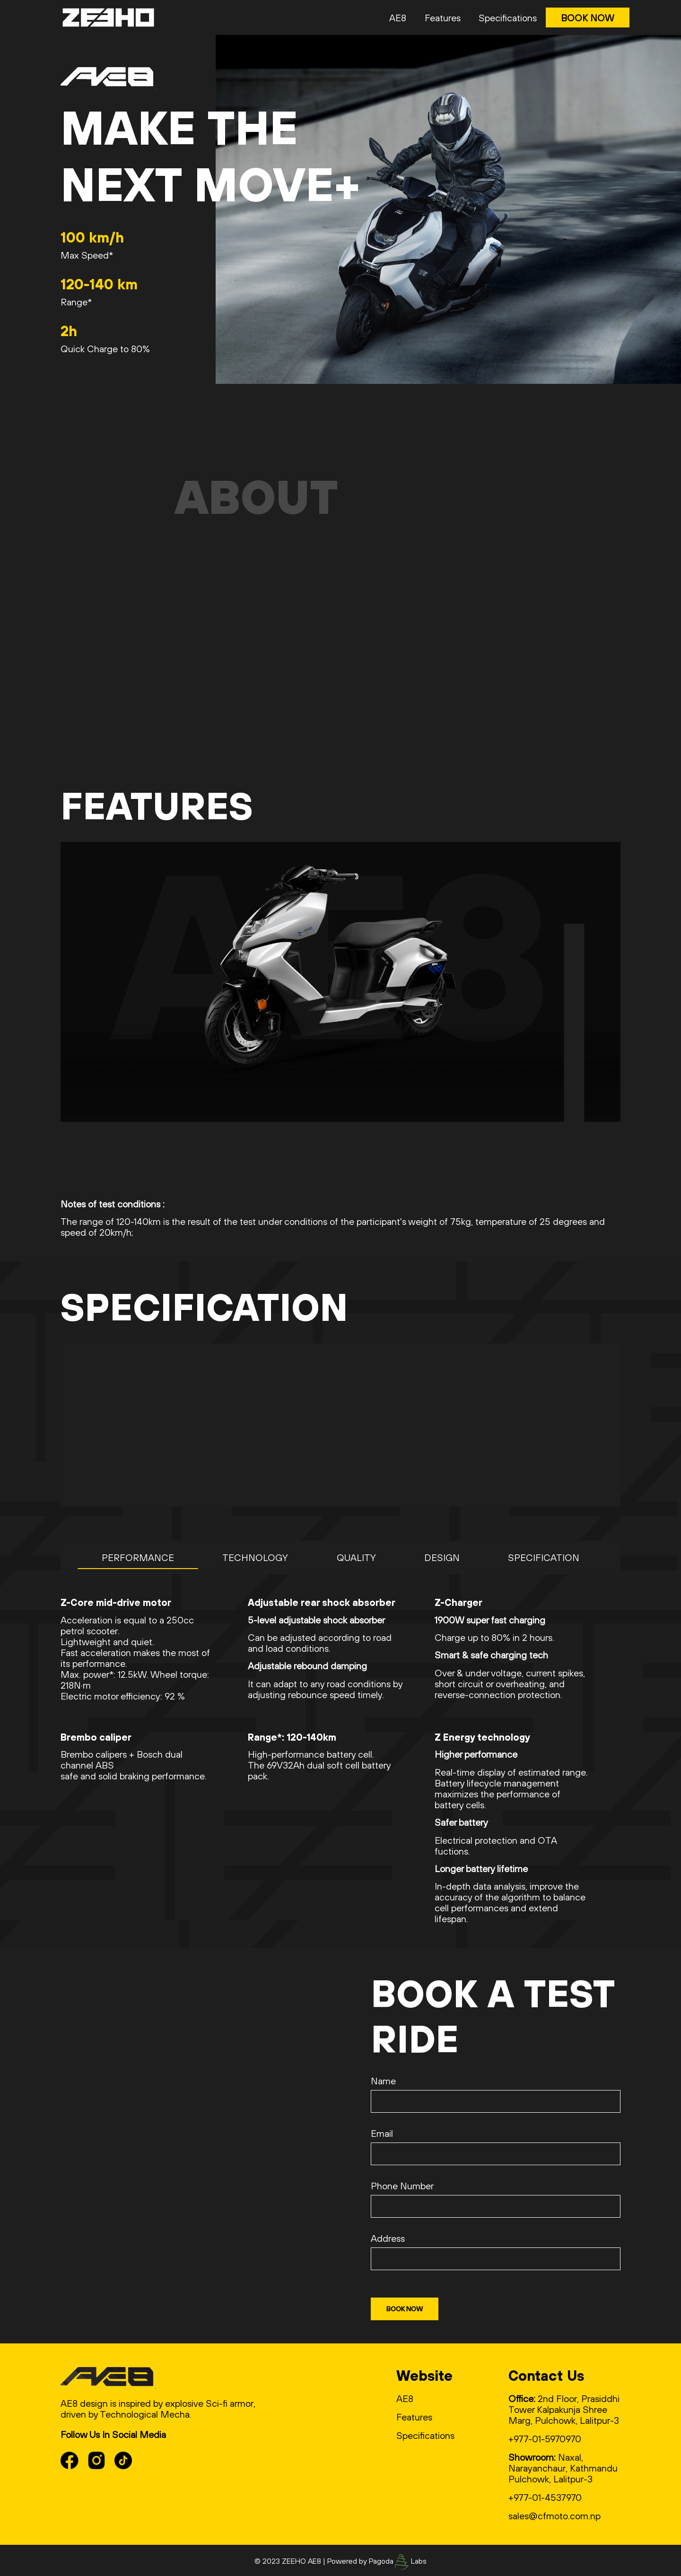 ZEEHO
AE8
Features
Specifications
BOOK NOW
AE8
MAKE THE
NEXT MOVE+
100 km/h
Max Speed*
120-140 km
Range*
2h
Quick Charge to 80%
ABOUT
FEATURES
AE8
Notes of test conditions :
The range of 120-140km is the result of the test under conditions of the participant's weight of 75kg, temperature of 25 degrees and
speed of 20km/h;
SPECIFICATION
PERFORMANCE
TECHNOLOGY
QUALITY
DESIGN
SPECIFICATION
Z-Core mid-drive motor
Acceleration is equal to a 250cc
petrol scooter.
Lightweight and quiet.
Fast acceleration makes the most of
its performance.
Max. power*: 12.5kW. Wheel torque:
218N·m
Electric motor efficiency: 92 %
Adjustable rear shock absorber
5-level adjustable shock absorber
Can be adjusted according to road
and load conditions.
Adjustable rebound damping
It can adapt to any road conditions by
adjusting rebounce speed timely.
Z-Charger
1900W super fast charging
Charge up to 80% in 2 hours.
Smart & safe charging tech
Over & under voltage, current spikes,
short circuit or overheating, and
reverse-connection protection.
Brembo caliper
Brembo calipers + Bosch dual
channel ABS
safe and solid braking performance.
Range*: 120-140km
High-performance battery cell.
The 69V32Ah dual soft cell battery
pack.
Z Energy technology
Higher performance
Real-time display of estimated range.
Battery lifecycle management
maximizes the performance of
battery cells.
Safer battery
Electrical protection and OTA
fuctions.
Longer battery lifetime
In-depth data analysis, improve the
accuracy of the algorithm to balance
cell performances and extend
lifespan.
BOOK A TEST
RIDE
Name
Email
Phone Number
Address
BOOK NOW
AE8
AE8 design is inspired by explosive Sci-fi armor,
driven by Technological Mecha.
Follow Us In Social Media
Website
AE8
Features
Specifications
Contact Us
Office: 2nd Floor, Prasiddhi
Tower Kalpakunja Shree
Marg, Pulchowk, Lalitpur-3
+977-01-5970970
Showroom: Naxal,
Narayanchaur, Kathmandu
Pulchowk, Lalitpur-3
+977-01-4537970
sales@cfmoto.com.np
© 2023 ZEEHO AE8 | Powered by Pagoda Labs